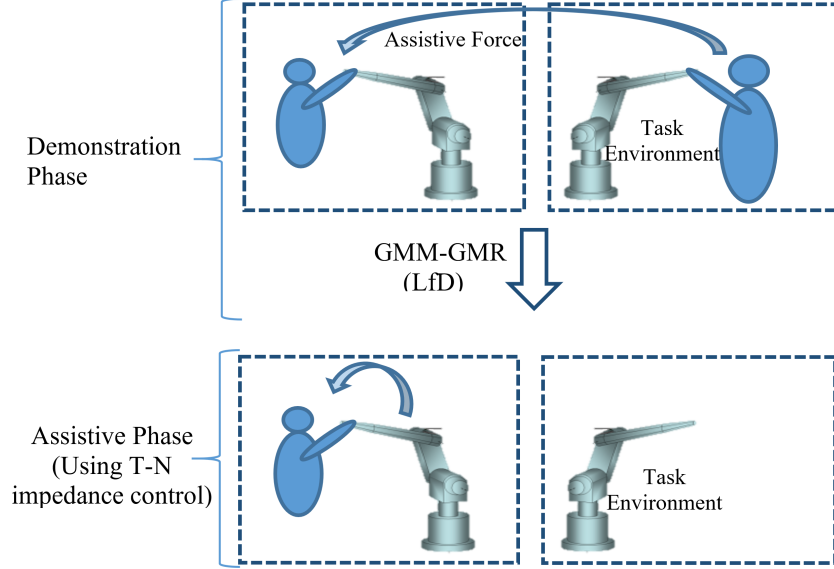 Assistive Force
Task
Environment
Demonstration
Phase
GMM-GMR
(LfD)
Assistive Phase
(Using T-N
impedance control)
Task
Environment